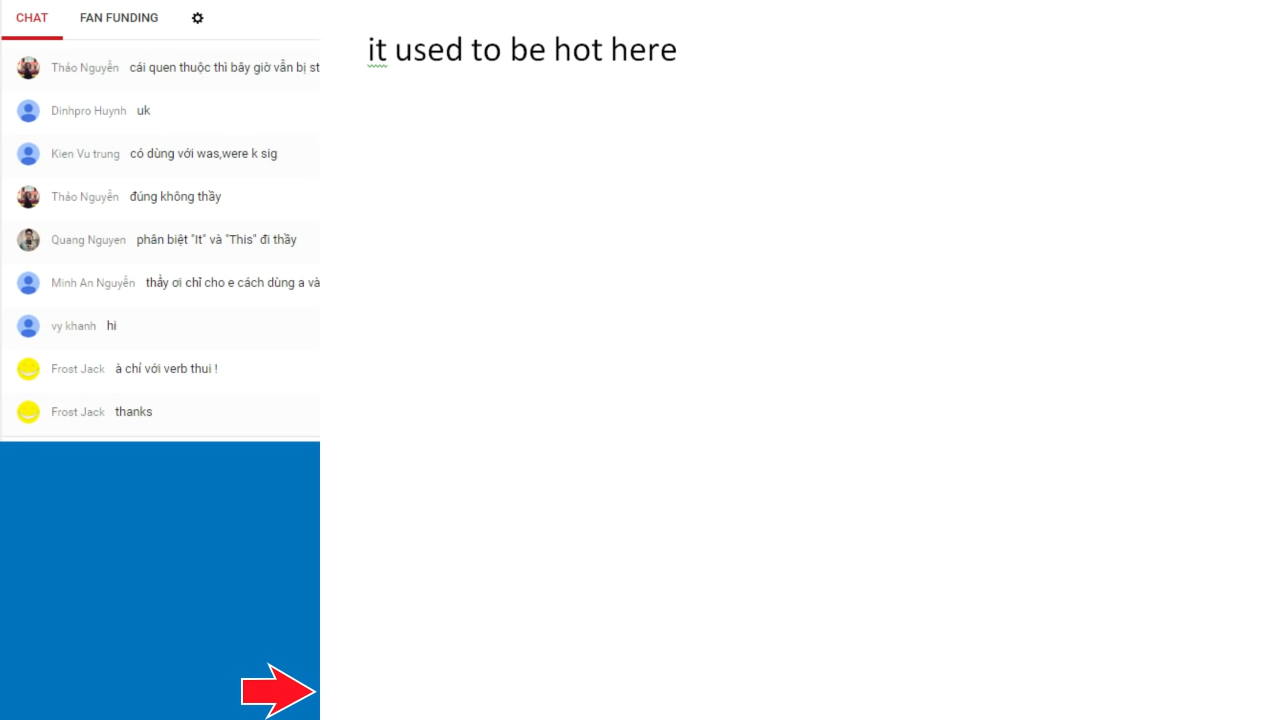 CHAT FAN FUNDING
Thảo Nguyễn cái quen thuộc thì bây giờ vẫn bị st
Dinhpro Huynh uk
Kien Vu trung có dùng với was,were k sig
Thảo Nguyễn đúng không thầy
Quang Nguyen phân biệt "It" và "This" đi thầy
Minh An Nguyễn thầy ơi chỉ cho e cách dùng a và
vy khanh hi
Frost Jack à chỉ với verb thui !
Frost Jack thanks
it used to be hot here